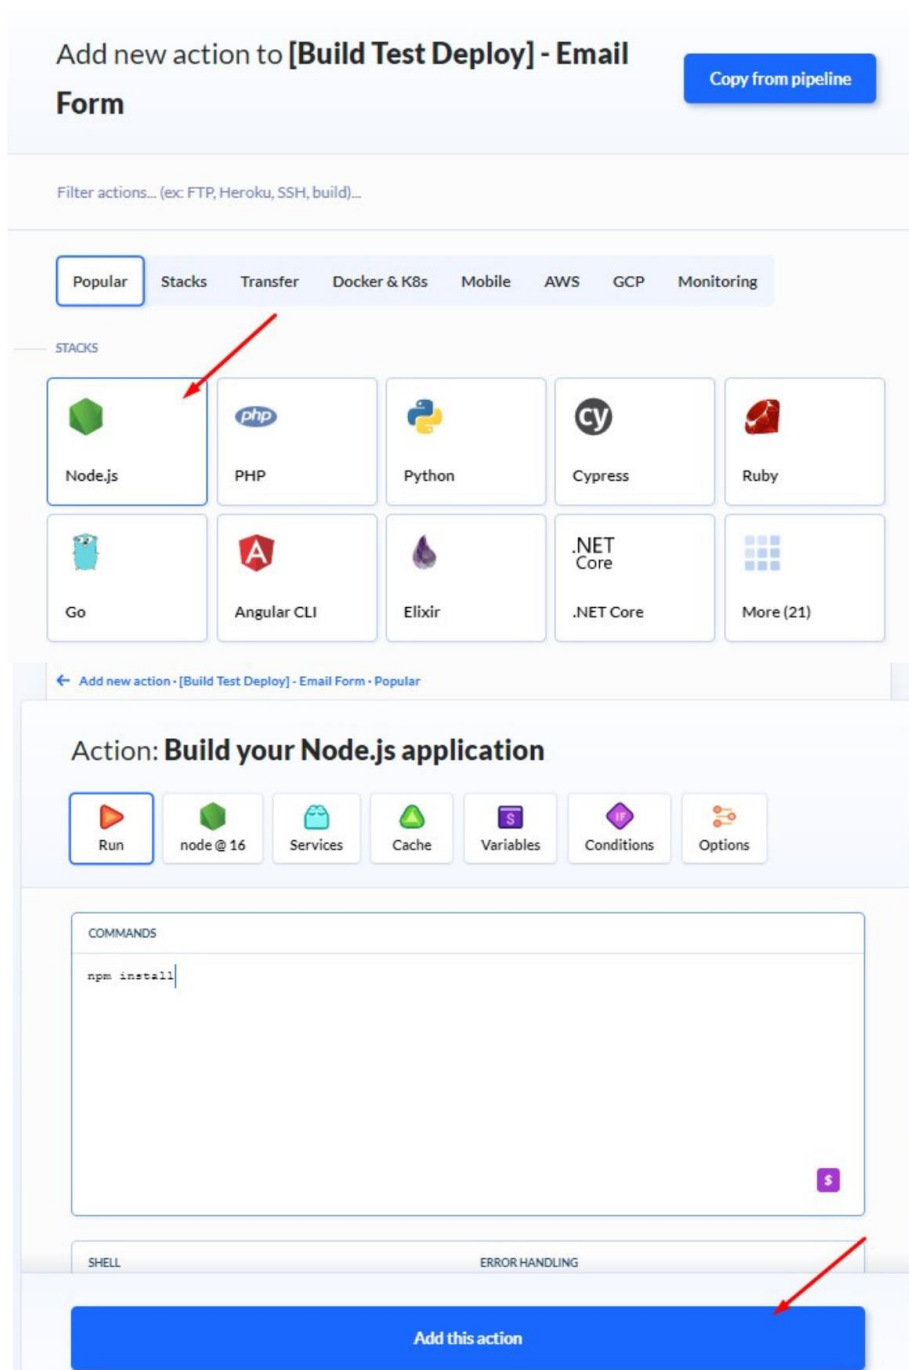 Add new action to [Build Test Deploy] - Email
Form
Copy from pipeline
Filter actions... (ex: FTP, Heroku, SSH, build)...
Popular
Stacks
Transfer
Docker & K8s
Mobile
AWS
GCP
Monitoring
STACKS
php
cy
Node.js
PHP
Python
Cypress
Ruby
A
.NET
Core
Go
Angular CLI
Elixir
.NET Core
More (21)
← Add new action · [Build Test Deploy] - Email Form · Popular
Action: Build your Node.js application
$
IF
Run
node @ 16
Services
Cache
Variables
Conditions
Options
COMMANDS
npm install
$
SHELL
ERROR HANDLING
Add this action